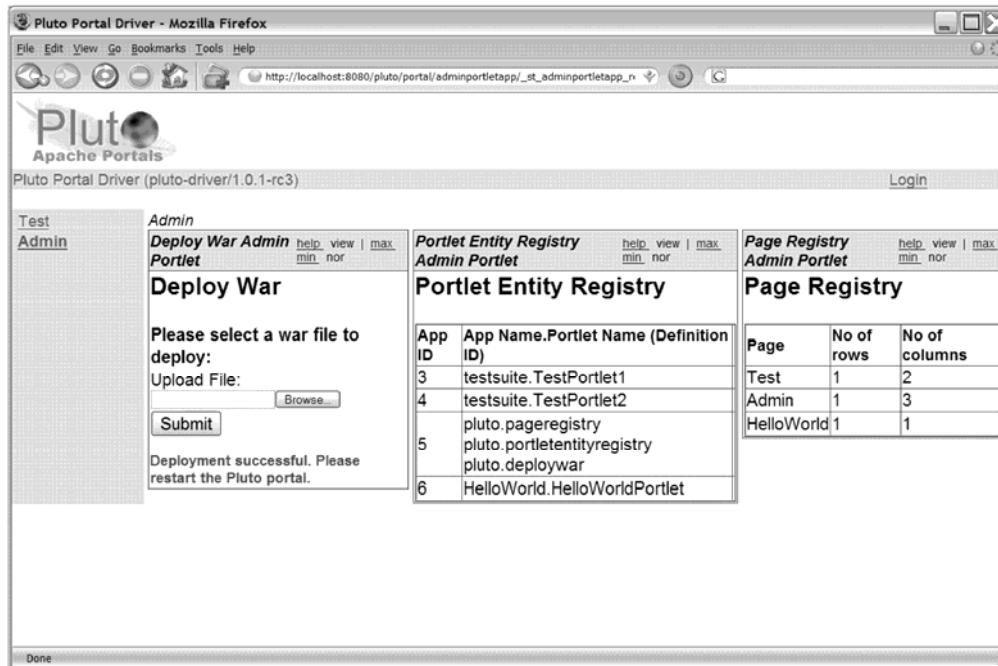 Pluto Portal Driver - Mozilla Firefox
File Edit View Go Bookmarks Tools Help
http://localhost:8080/pluto/portal/adminportletapp/_st_adminportletapp_r
Pluto
Apache Portals
Pluto Portal Driver (pluto-driver/1.0.1-rc3)
Login
Test
Admin
Admin
Deploy War Admin Portlet
help view | max
min nor
Deploy War
Please select a war file to
deploy:
Upload File:
Browse...
Submit
Deployment successful. Please
restart the Pluto portal.
Portlet Entity Registry
Admin Portlet
help view | max
min nor
Portlet Entity Registry
App ID App Name.Portlet Name (Definition ID)
3 testsuite.TestPortlet1
4 testsuite.TestPortlet2
5 pluto.pageregistry
pluto.portletentityregistry
pluto.deploywar
6 HelloWorld.HelloWorldPortlet
Page Registry
Admin Portlet
help view | max
min nor
Page Registry
Page No of rows No of columns
Test 1 2
Admin 1 3
HelloWorld 1 1
Done